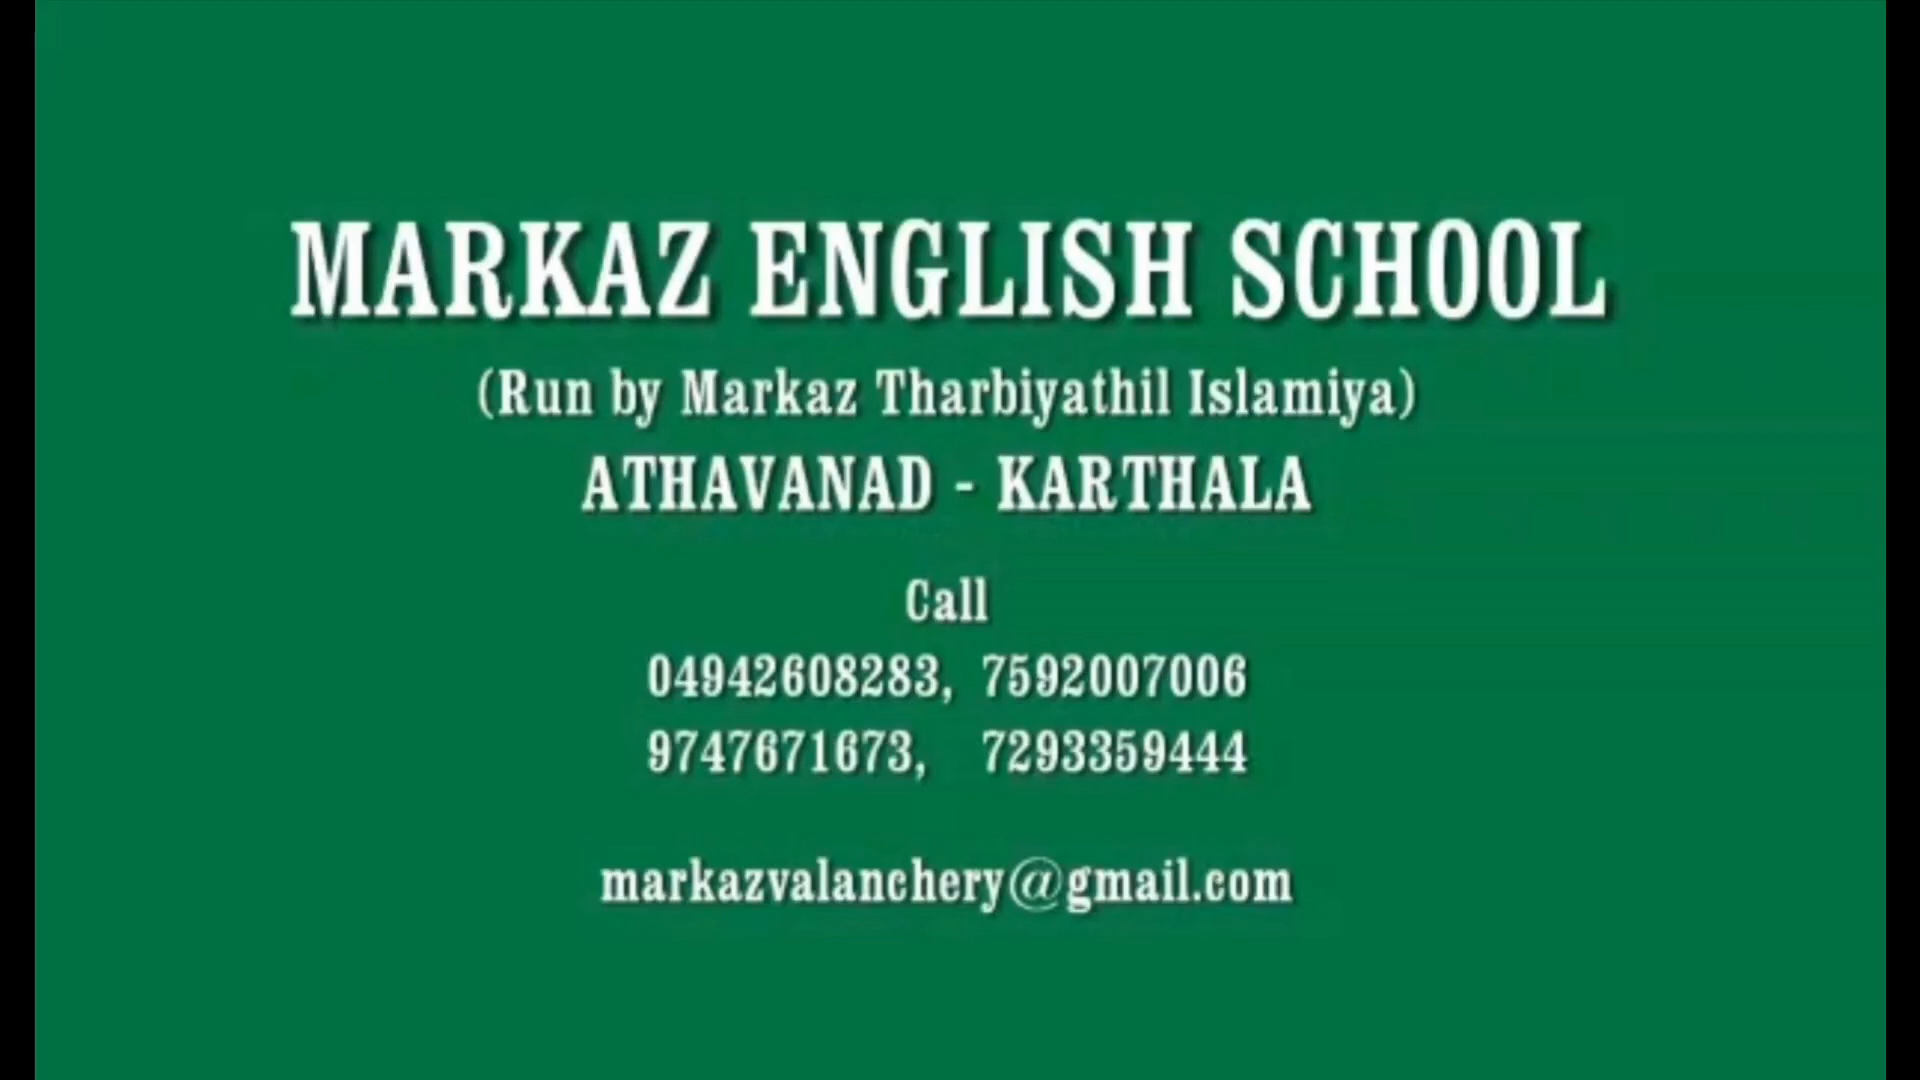 MARKAZ ENGLISH SCHOOL
(Run by Markaz Tharbiyathil Islamiya)
ATHAVANAD - KARTHALA
Call
04942608283, 7592007006
9747671673, 7293359444
markazvalanchery@gmail.com